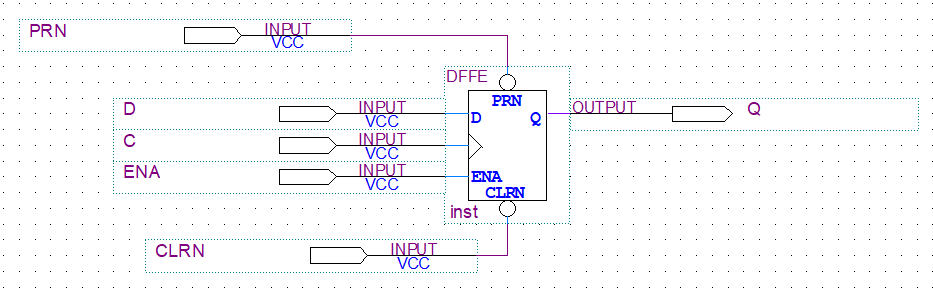 PRN INPUT
VCC
DFFE
PRN
D INPUT D Q OUTPUT Q
VCC
C INPUT
VCC
ENA INPUT ENA
VCC CLRN
inst
CLRN INPUT
VCC